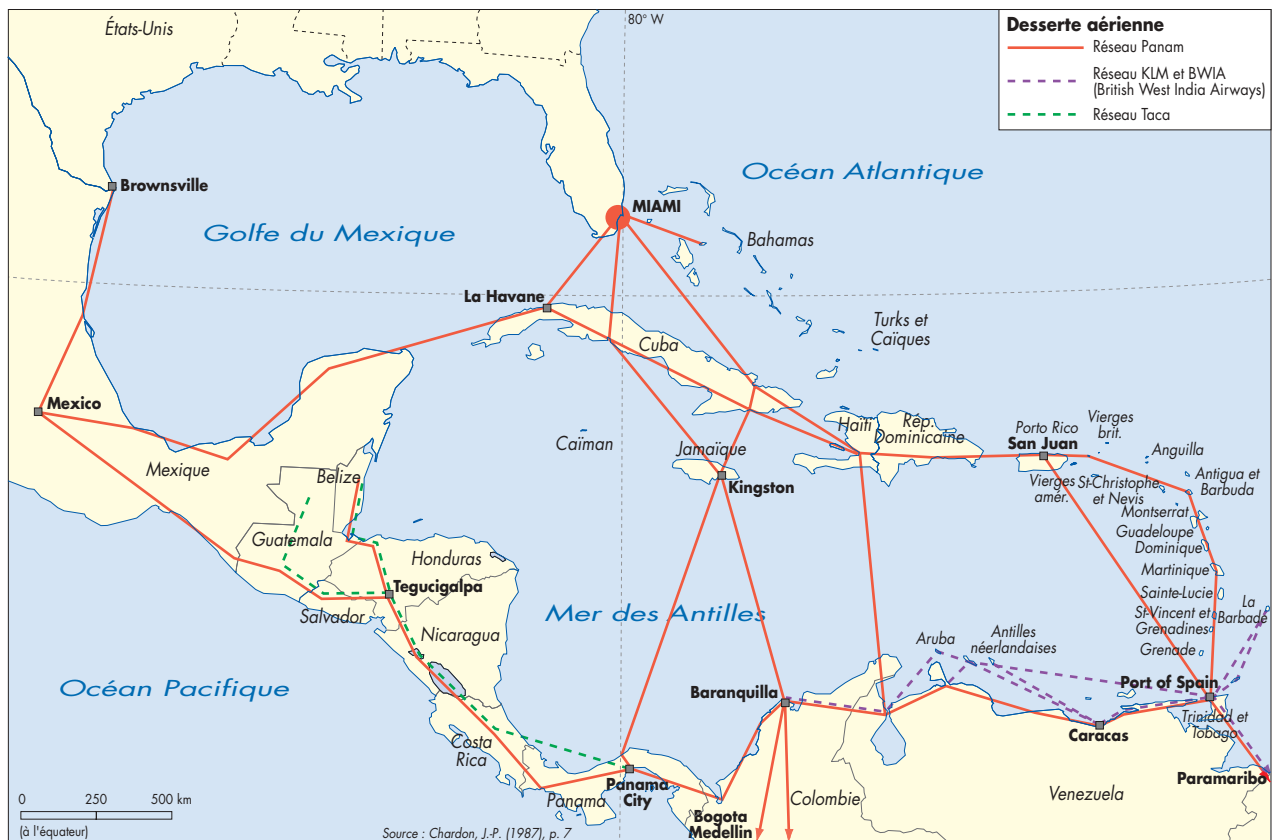 États-Unis
80° W
Desserte aérienne
Réseau Panam
Réseau KLM et BWIA
(British West India Airways)
Réseau Taca
Océan Atlantique
Brownsville
MIAMI
Golfe du Mexique
Bahamas
La Havane
Turks et
Caïques
Cuba
Mexico
Haïti
Rép.
Dominicaine
Porto Rico
San Juan
Vierges
brit.
Caïman
Jamaïque
Anguilla
Mexique
Belize
Kingston
Vierges
amér.
St-Christophe
et Nevis
Antigua et
Barbuda
Montserrat
Guadeloupe
Guatemala
Honduras
Dominique
Martinique
Tegucigalpa
Sainte-Lucie
Salvador
Mer des Antilles
St-Vincent et
Grenadines
La
Barbade
Nicaragua
Aruba
Antilles
néerlandaises
Grenade
Océan Pacifique
Baranquilla
Port of Spain
Trinidad et
Tobago
Caracas
Costa
Rica
Paramaribo
Panama
City
Panamá
Colombie
Venezuela
Bogota
Medellin
0 250 500 km
(à l'équateur)
Source : Chardon, J.-P. (1987), p. 7